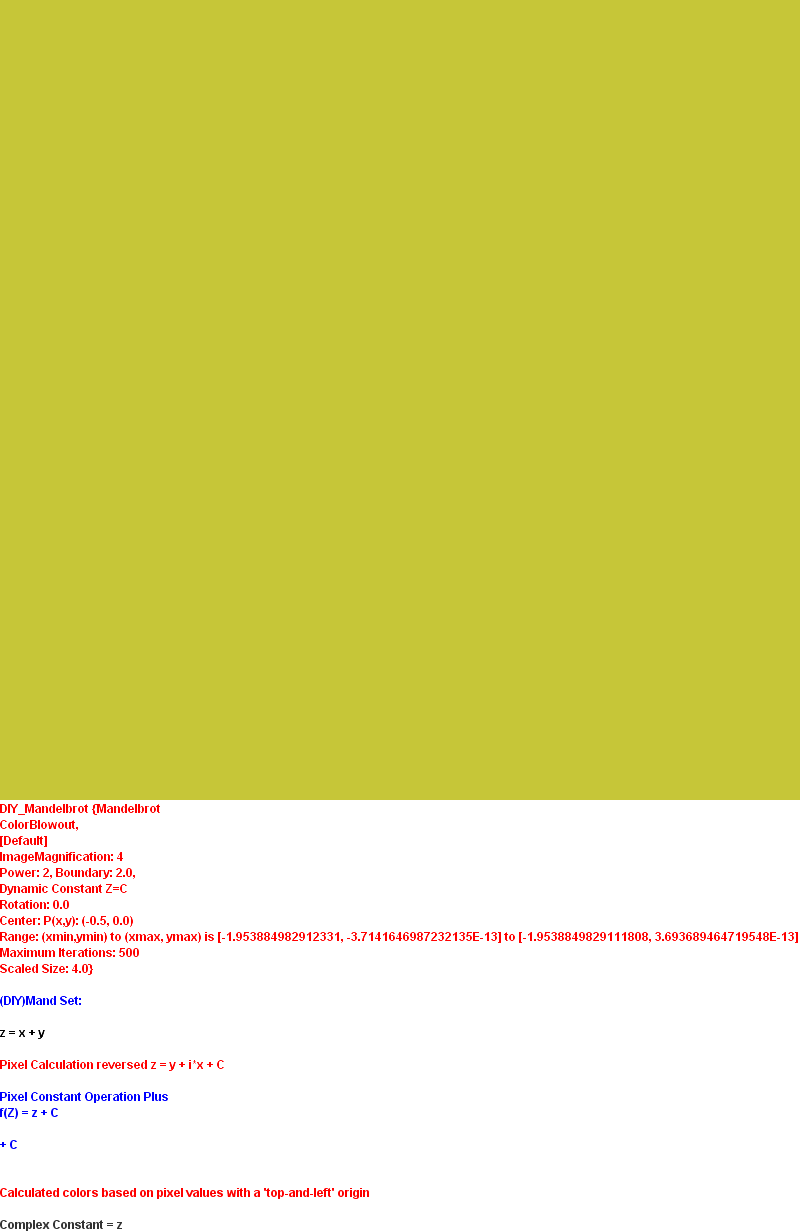 DIY_Mandelbrot {Mandelbrot
ColorBlowout,
[Default]
ImageMagnification: 4
Power: 2, Boundary: 2.0,
Dynamic Constant Z=C
Rotation: 0.0
Center: P(x,y): (-0.5, 0.0)
Range: (xmin,ymin) to (xmax, ymax) is [-1.953884982912331, -3.7141646987232135E-13] to [-1.9538849829111808, 3.693689464719548E-13]
Maximum Iterations: 500
Scaled Size: 4.0}
(DIY)Mand Set:
z = x + y
Pixel Calculation reversed z = y + i*x + C
Pixel Constant Operation Plus
f(Z) = z + C
+ C
Calculated colors based on pixel values with a 'top-and-left' origin
Complex Constant = z